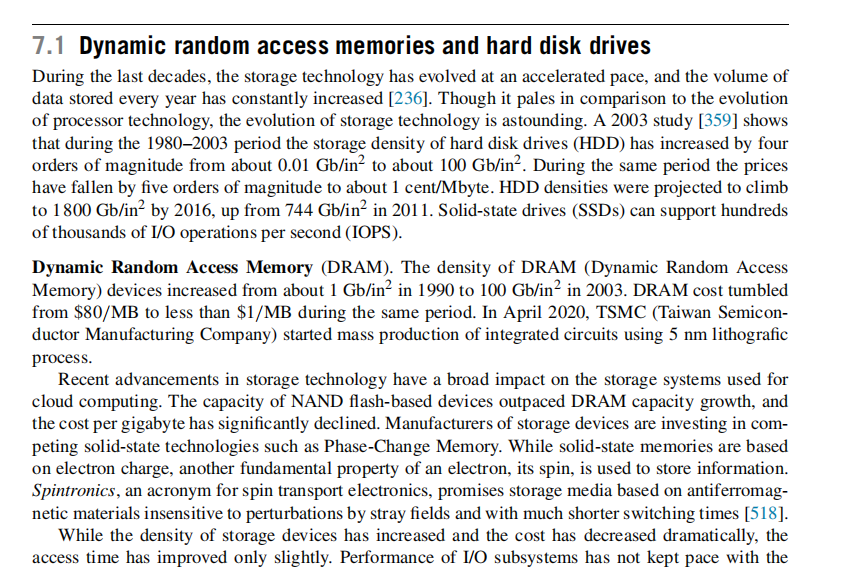 7.1 Dynamic random access memories and hard disk drives
During the last decades, the storage technology has evolved at an accelerated pace, and the volume of
data stored every year has constantly increased [236]. Though it pales in comparison to the evolution
of processor technology, the evolution of storage technology is astounding. A 2003 study [359] shows
that during the 1980–2003 period the storage density of hard disk drives (HDD) has increased by four
orders of magnitude from about 0.01 Gb/in² to about 100 Gb/in². During the same period the prices
have fallen by five orders of magnitude to about 1 cent/Mbyte. HDD densities were projected to climb
to 1 800 Gb/in² by 2016, up from 744 Gb/in² in 2011. Solid-state drives (SSDs) can support hundreds
of thousands of I/O operations per second (IOPS).
Dynamic Random Access Memory (DRAM). The density of DRAM (Dynamic Random Access
Memory) devices increased from about 1 Gb/in² in 1990 to 100 Gb/in² in 2003. DRAM cost tumbled
from $80/MB to less than $1/MB during the same period. In April 2020, TSMC (Taiwan Semicon-
ductor Manufacturing Company) started mass production of integrated circuits using 5 nm lithografic
process.
Recent advancements in storage technology have a broad impact on the storage systems used for
cloud computing. The capacity of NAND flash-based devices outpaced DRAM capacity growth, and
the cost per gigabyte has significantly declined. Manufacturers of storage devices are investing in com-
peting solid-state technologies such as Phase-Change Memory. While solid-state memories are based
on electron charge, another fundamental property of an electron, its spin, is used to store information.
Spintronics, an acronym for spin transport electronics, promises storage media based on antiferromag-
netic materials insensitive to perturbations by stray fields and with much shorter switching times [518].
While the density of storage devices has increased and the cost has decreased dramatically, the
access time has improved only slightly. Performance of I/O subsystems has not kept pace with the